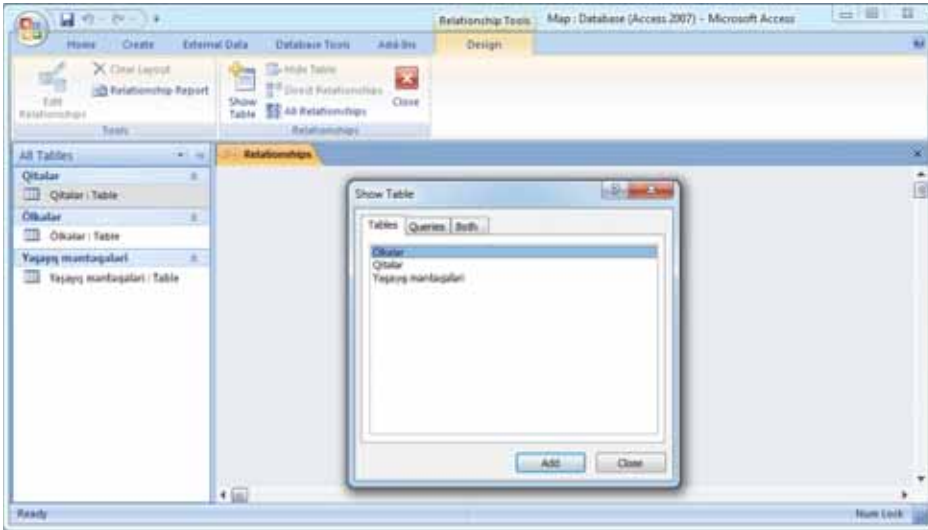 Relationship Tools
Map : Database (Access 2007) - Microsoft Access
Home Create External Data Database Tools Add-Ins Design
Clear Layout
Relationship Report
Edit Relationships
Tools
Show Table
Hide Table
Direct Relationships
All Relationships
Close
Relationships
All Tables
Qitələr
Qitələr : Table
Ölkələr
Ölkələr : Table
Yaşayış məntəqələri
Yaşayış məntəqələri : Table
Relationships
Show Table
Tables Queries Both
Ölkələr
Qitələr
Yaşayış məntəqələri
Add Close
Ready
Num Lock